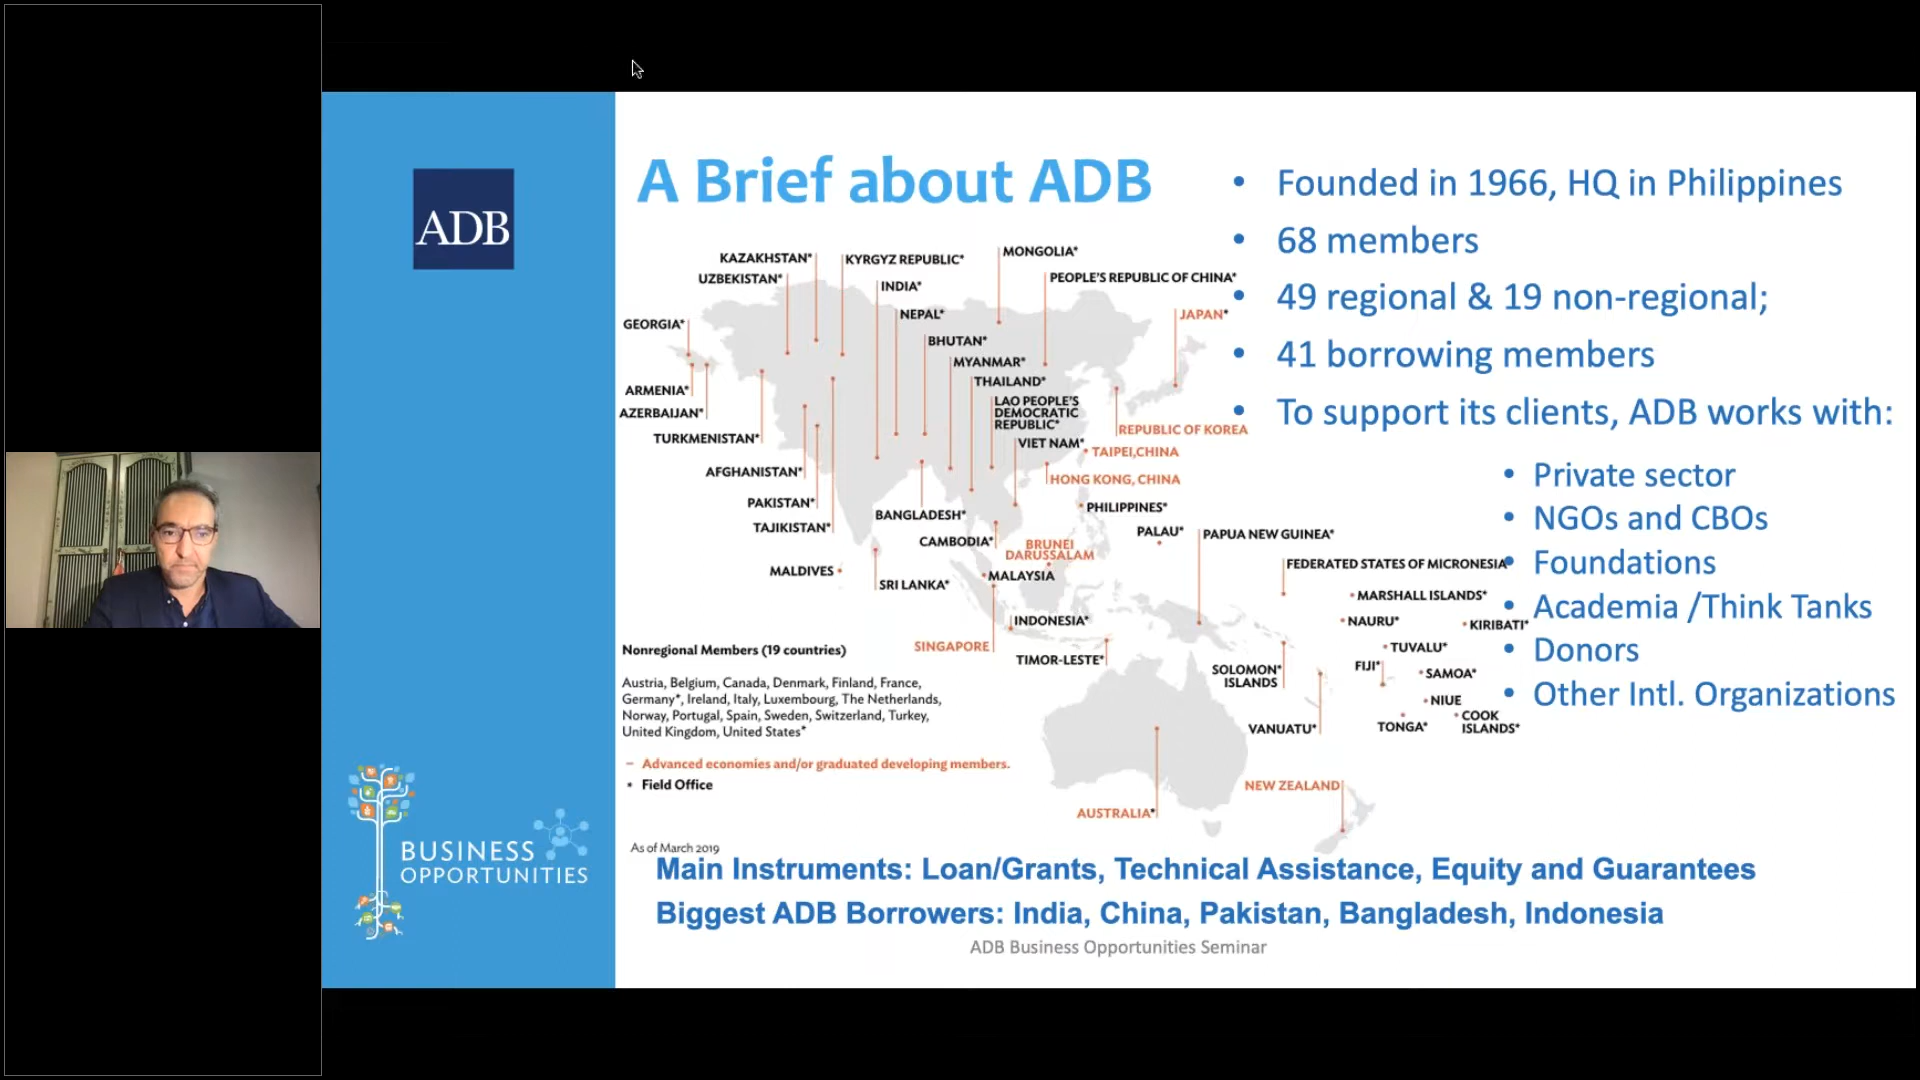 ADB
A Brief about ADB
• Founded in 1966, HQ in Philippines
• 68 members
• 49 regional & 19 non-regional;
• 41 borrowing members
• To support its clients, ADB works with:
• Private sector
• NGOs and CBOs
• Foundations
• Academia /Think Tanks
• Donors
• Other Intl. Organizations
KAZAKHSTAN*
UZBEKISTAN*
KYRGYZ REPUBLIC*
MONGOLIA*
PEOPLE'S REPUBLIC OF CHINA*
INDIA*
NEPAL*
JAPAN*
GEORGIA*
BHUTAN*
MYANMAR*
THAILAND*
ARMENIA*
LAO PEOPLE'S
DEMOCRATIC
REPUBLIC*
AZERBAIJAN*
REPUBLIC OF KOREA
TURKMENISTAN*
VIET NAM*
TAIPEI,CHINA
AFGHANISTAN*
HONG KONG, CHINA
PAKISTAN*
PHILIPPINES*
TAJIKISTAN*
BANGLADESH*
PALAU*
PAPUA NEW GUINEA*
CAMBODIA*
BRUNEI
DARUSSALAM
FEDERATED STATES OF MICRONESIA
MALDIVES
MALAYSIA
SRI LANKA*
MARSHALL ISLANDS*
INDONESIA*
NAURU*
KIRIBATI*
SINGAPORE
TIMOR-LESTE*
TUVALU*
SOLOMON*
ISLANDS
FIJI*
SAMOA*
NIUE
VANUATU*
TONGA*
COOK
ISLANDS*
NEW ZEALAND
AUSTRALIA*
Nonregional Members (19 countries)
Austria, Belgium, Canada, Denmark, Finland, France,
Germany*, Ireland, Italy, Luxembourg, The Netherlands,
Norway, Portugal, Spain, Sweden, Switzerland, Turkey,
United Kingdom, United States*
– Advanced economies and/or graduated developing members.
* Field Office
As of March 2019
BUSINESS
OPPORTUNITIES
Main Instruments: Loan/Grants, Technical Assistance, Equity and Guarantees
Biggest ADB Borrowers: India, China, Pakistan, Bangladesh, Indonesia
ADB Business Opportunities Seminar